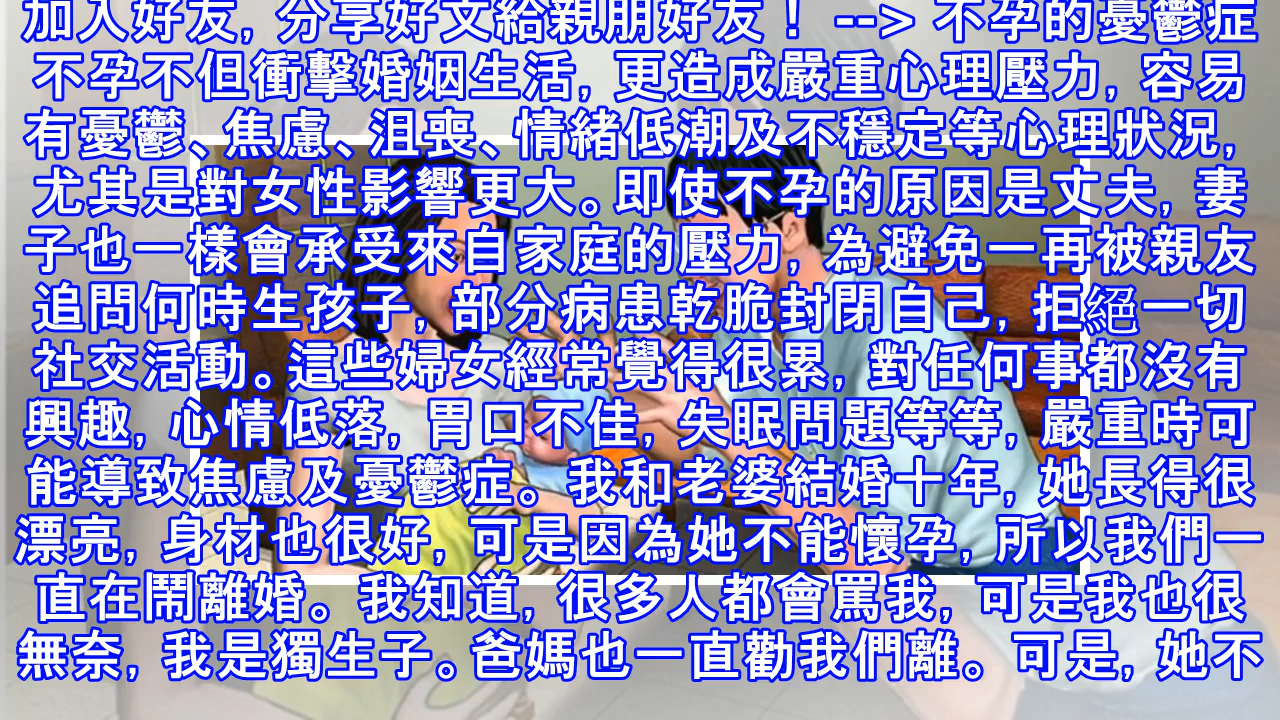 加入好友, 分享好文給親朋好友！ --> 不孕的憂鬱症
不孕不但衝擊婚姻生活, 更造成嚴重心理壓力, 容易
有憂鬱、焦慮、沮喪、情緒低潮及不穩定等心理狀況,
尤其是對女性影響更大。即使不孕的原因是丈夫, 妻
子也一樣會承受來自家庭的壓力, 為避免一再被親友
追問何時生孩子, 部分病患乾脆封閉自己, 拒絕一切
社交活動。這些婦女經常覺得很累, 對任何事都沒有
興趣, 心情低落, 胃口不佳, 失眠問題等等, 嚴重時可
能導致焦慮及憂鬱症。我和老婆結婚十年, 她長得很
漂亮, 身材也很好, 可是因為她不能懷孕, 所以我們一
直在鬧離婚。我知道, 很多人都會罵我, 可是我也很
無奈, 我是獨生子。爸媽也一直勸我們離。可是, 她不